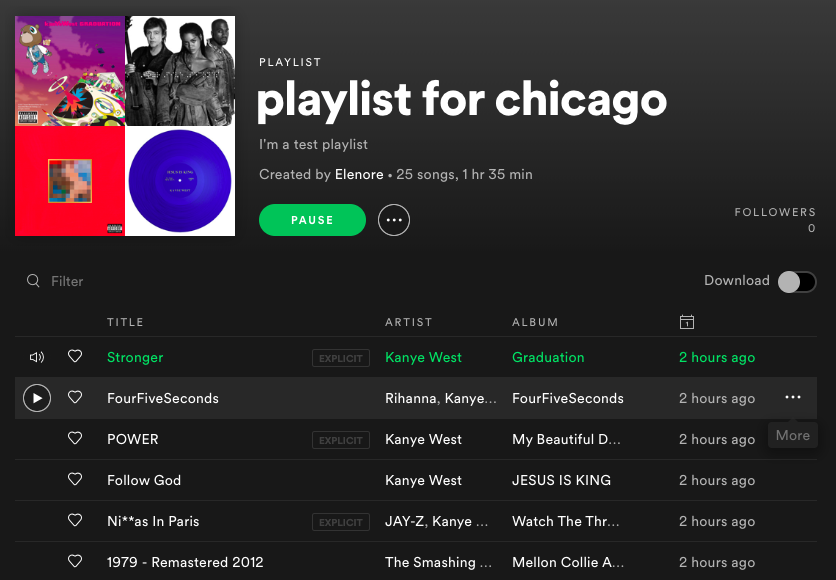 PLAYLIST
playlist for chicago
I'm a test playlist
Created by Elenore • 25 songs, 1 hr 35 min
PAUSE
FOLLOWERS
0
Filter
Download
TITLE ARTIST ALBUM
Stronger EXPLICIT Kanye West Graduation 2 hours ago
FourFiveSeconds Rihanna, Kanye... FourFiveSeconds 2 hours ago
More
POWER EXPLICIT Kanye West My Beautiful D... 2 hours ago
Follow God Kanye West JESUS IS KING 2 hours ago
Ni**as In Paris EXPLICIT JAY-Z, Kanye ... Watch The Thr... 2 hours ago
1979 - Remastered 2012 The Smashing ... Mellon Collie A... 2 hours ago